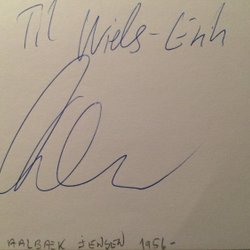 Til Niels-Erik
AALBÆK JENSEN 1956-